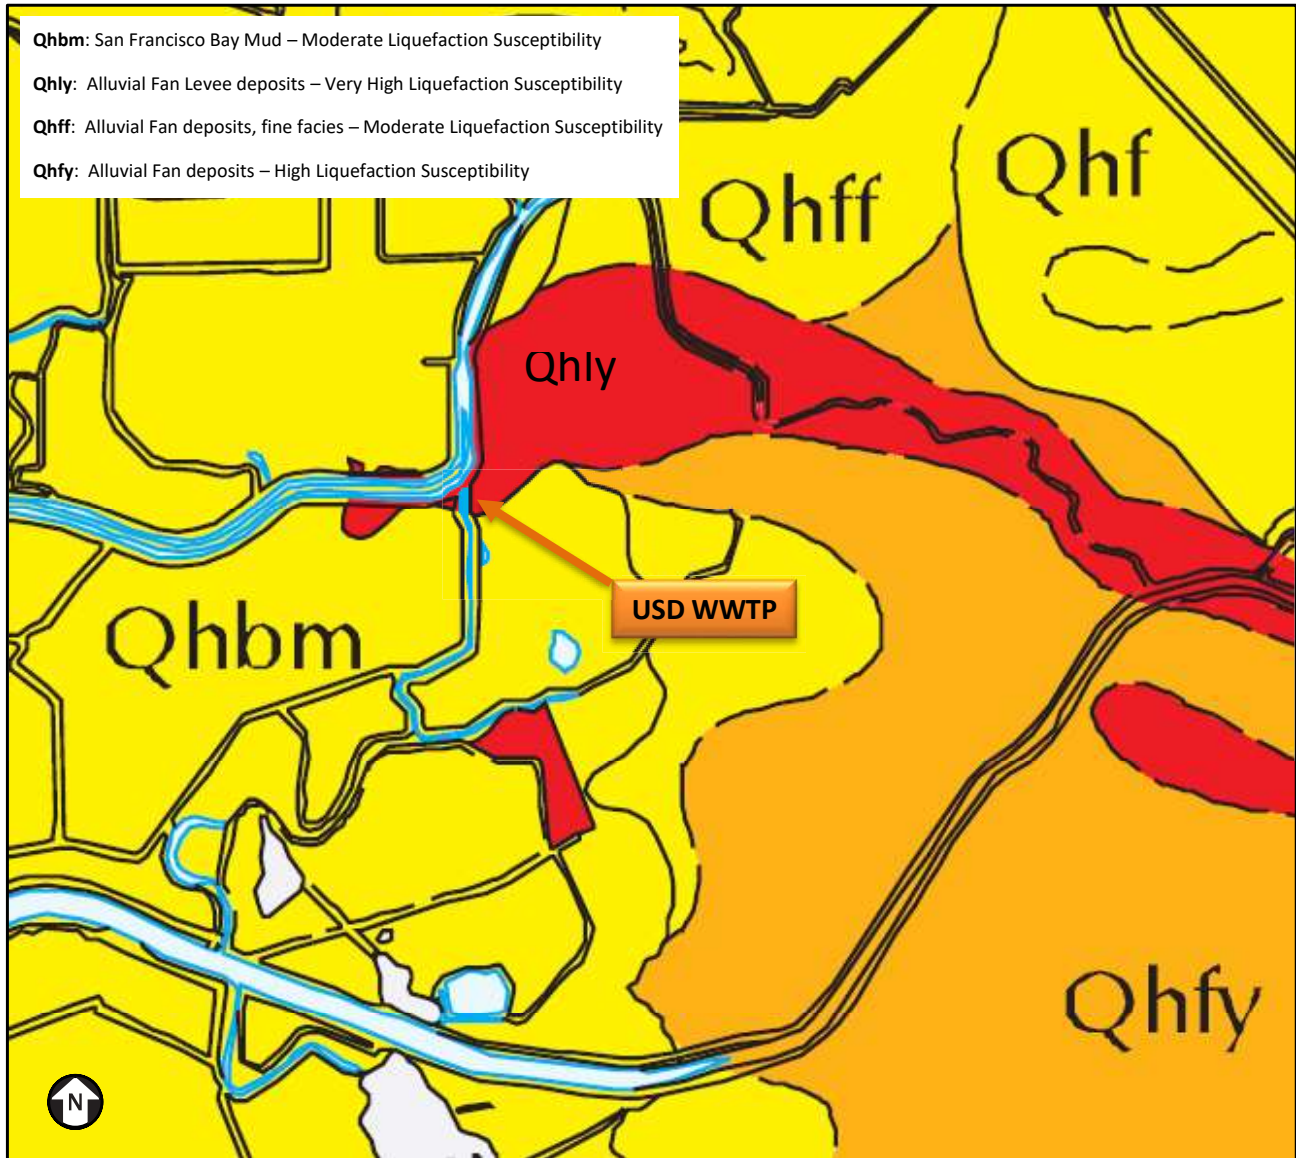 Qhbm: San Francisco Bay Mud – Moderate Liquefaction Susceptibility
Qhly: Alluvial Fan Levee deposits – Very High Liquefaction Susceptibility
Qhff: Alluvial Fan deposits, fine facies – Moderate Liquefaction Susceptibility
Qhfy: Alluvial Fan deposits – High Liquefaction Susceptibility
Qhf
Qhff
Qhly
USD WWTP
Qhbm
Qhfy
N